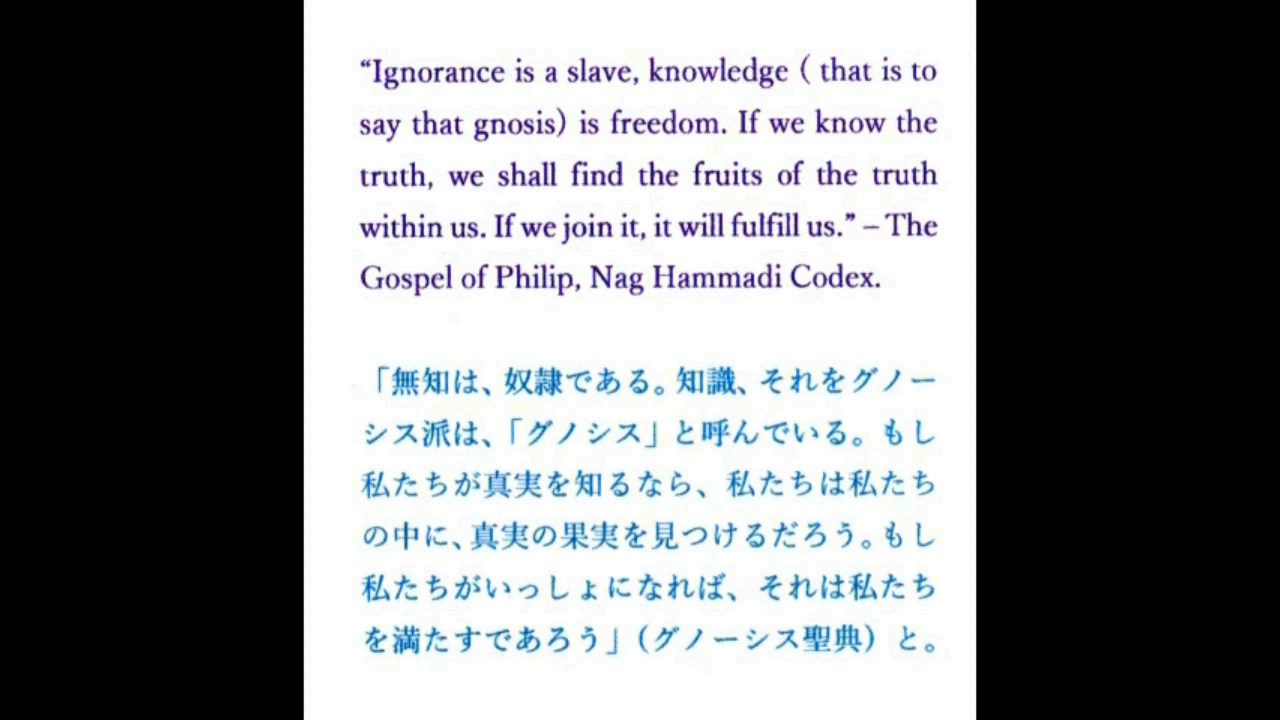 “Ignorance is a slave, knowledge ( that is to
say that gnosis) is freedom. If we know the
truth, we shall find the fruits of the truth
within us. If we join it, it will fulfill us.” – The
Gospel of Philip, Nag Hammadi Codex.
「無知は、奴隷である。知識、それをグノー
シス派は、「グノシス」と呼んでいる。もし
私たちが真実を知るなら、私たちは私たち
の中に、真実の果実を見つけるだろう。もし
私たちがいっしょになれば、それは私たち
を満たすであろう」（グノーシス聖典）と。